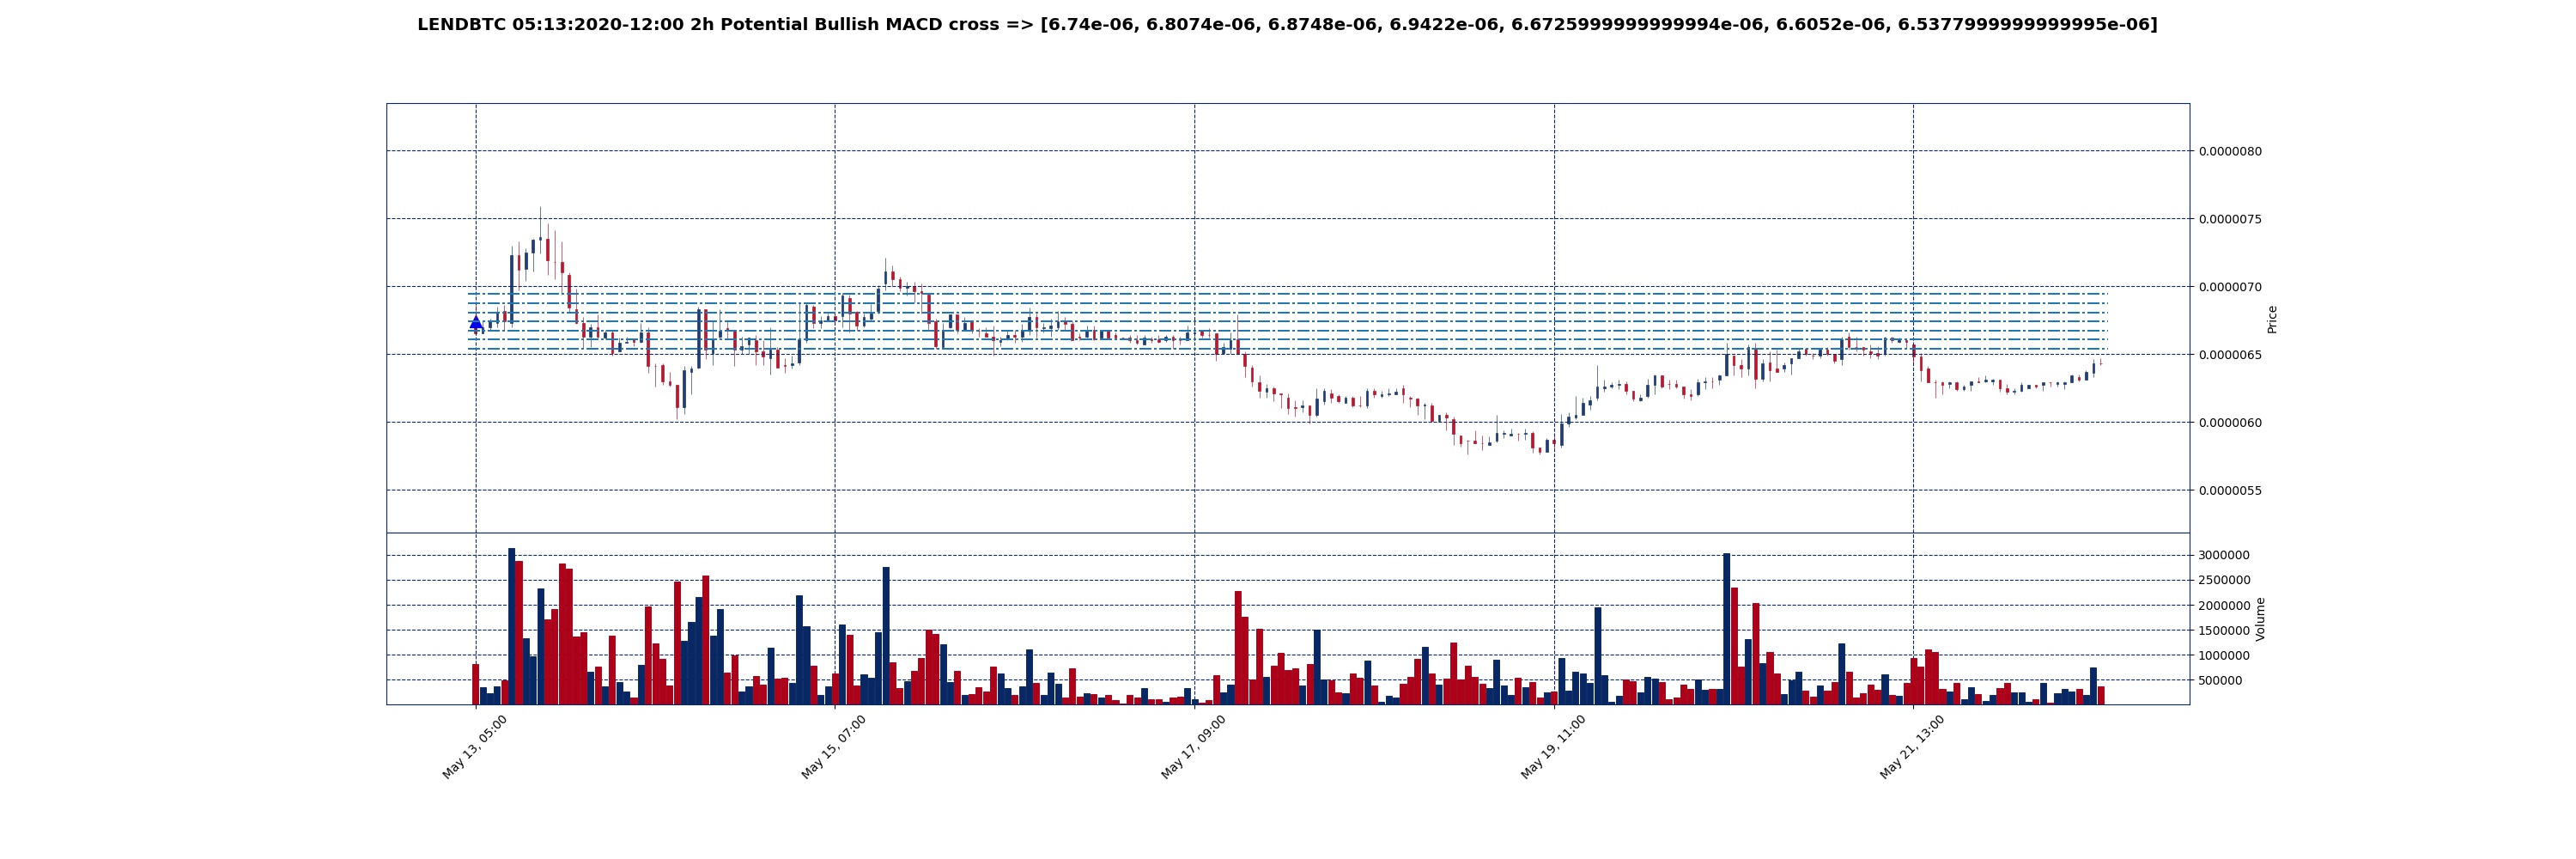 LENDBTC 05:13:2020-12:00 2h Potential Bullish MACD cross => [6.74e-06, 6.8074e-06, 6.8748e-06, 6.9422e-06, 6.6725999999999994e-06, 6.6052e-06, 6.5377999999999995e-06]
0.0000080
0.0000075
0.0000070
0.0000065
0.0000060
0.0000055
Price
3000000
2500000
2000000
1500000
1000000
500000
Volume
May 13, 05:00
May 15, 07:00
May 17, 09:00
May 19, 11:00
May 21, 13:00